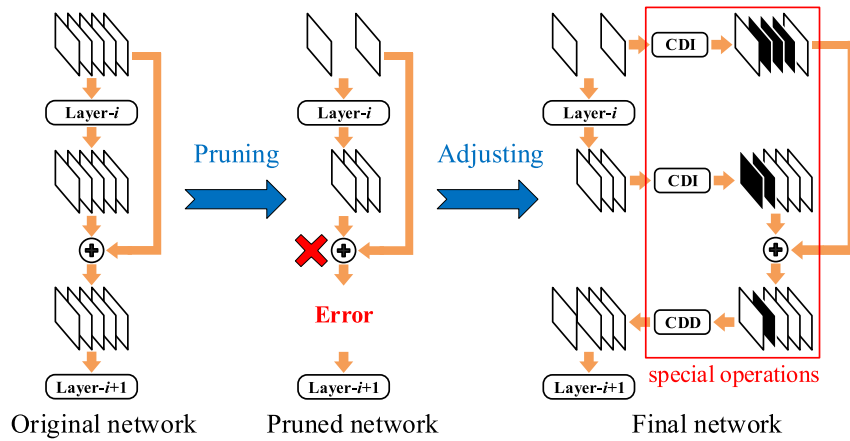 CDI
Layer-i
Layer-i
Layer-i
Pruning
Adjusting
CDI
Error
CDD
special operations
Layer-i+1
Layer-i+1
Layer-i+1
Original network
Pruned network
Final network